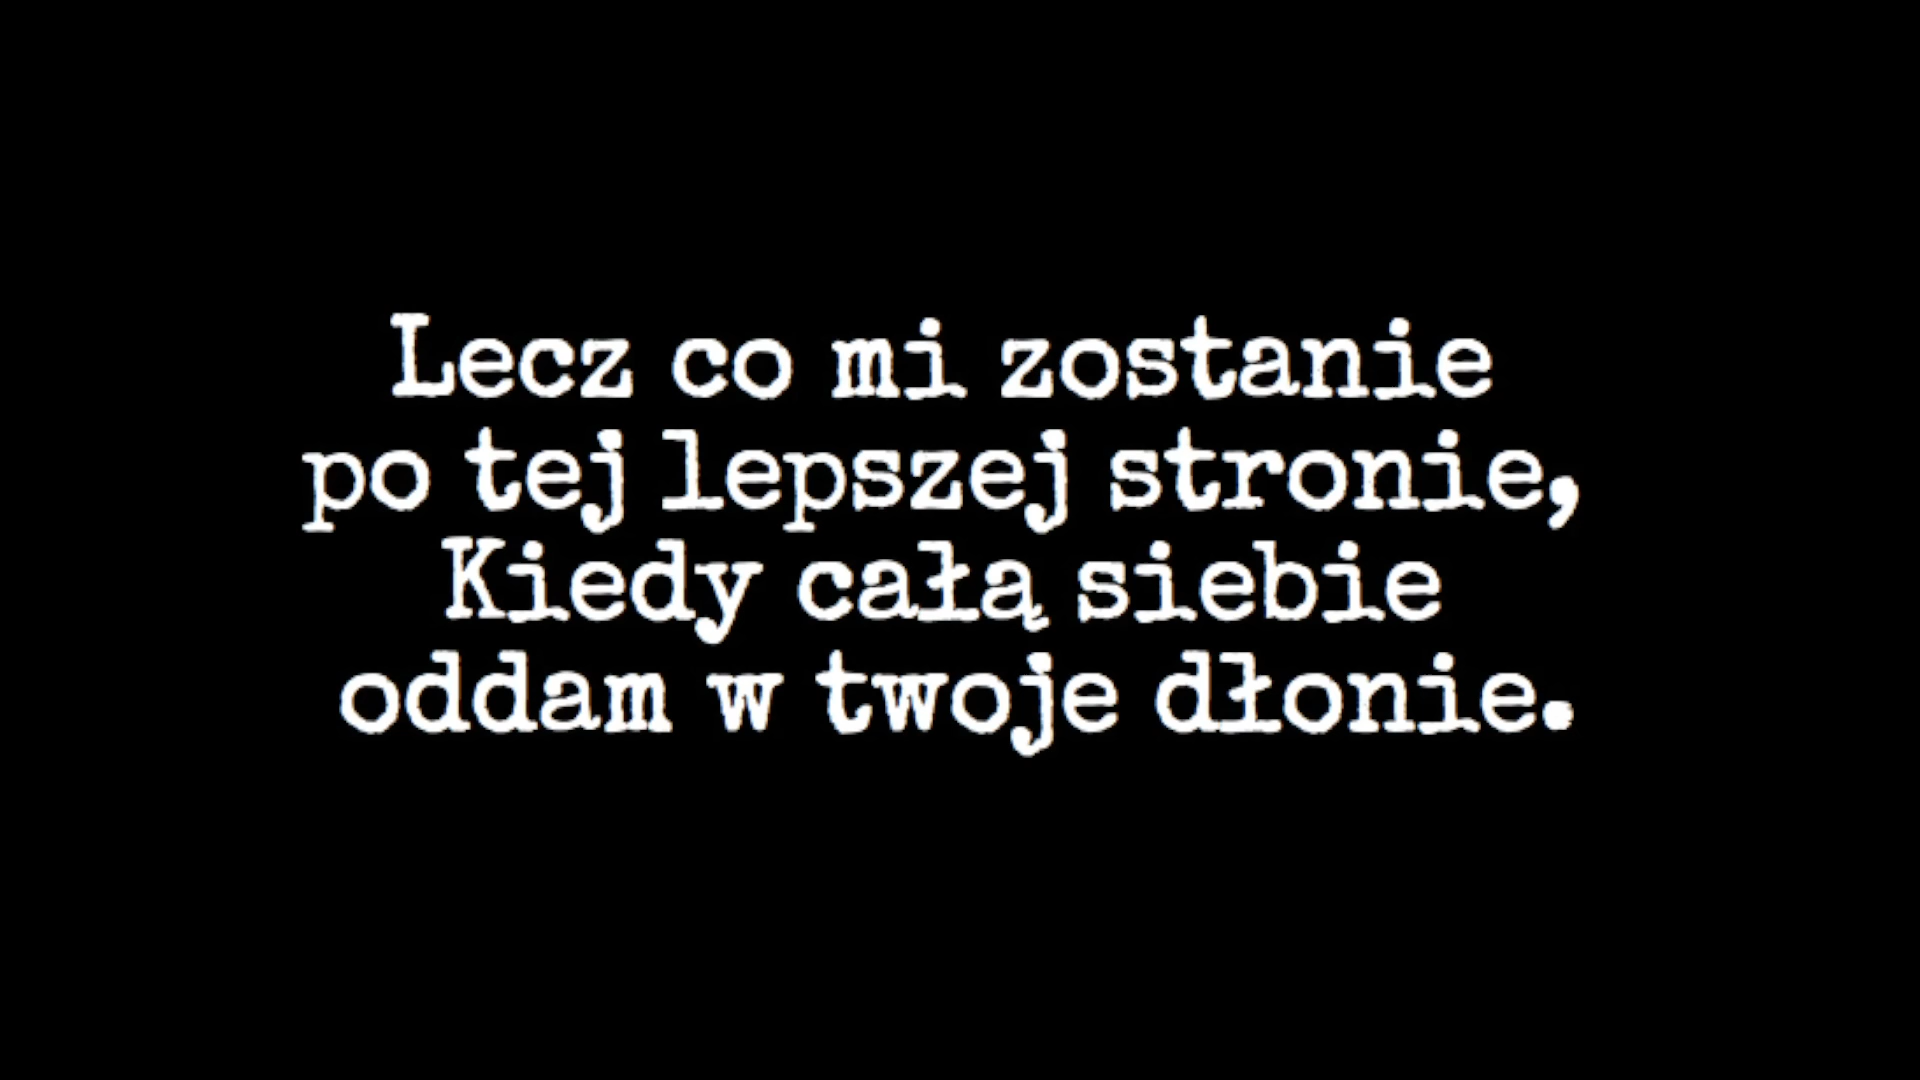 Lecz co mi zostanie
po tej lepszej stronie,
Kiedy całą siebie
oddam w twoje dłonie.